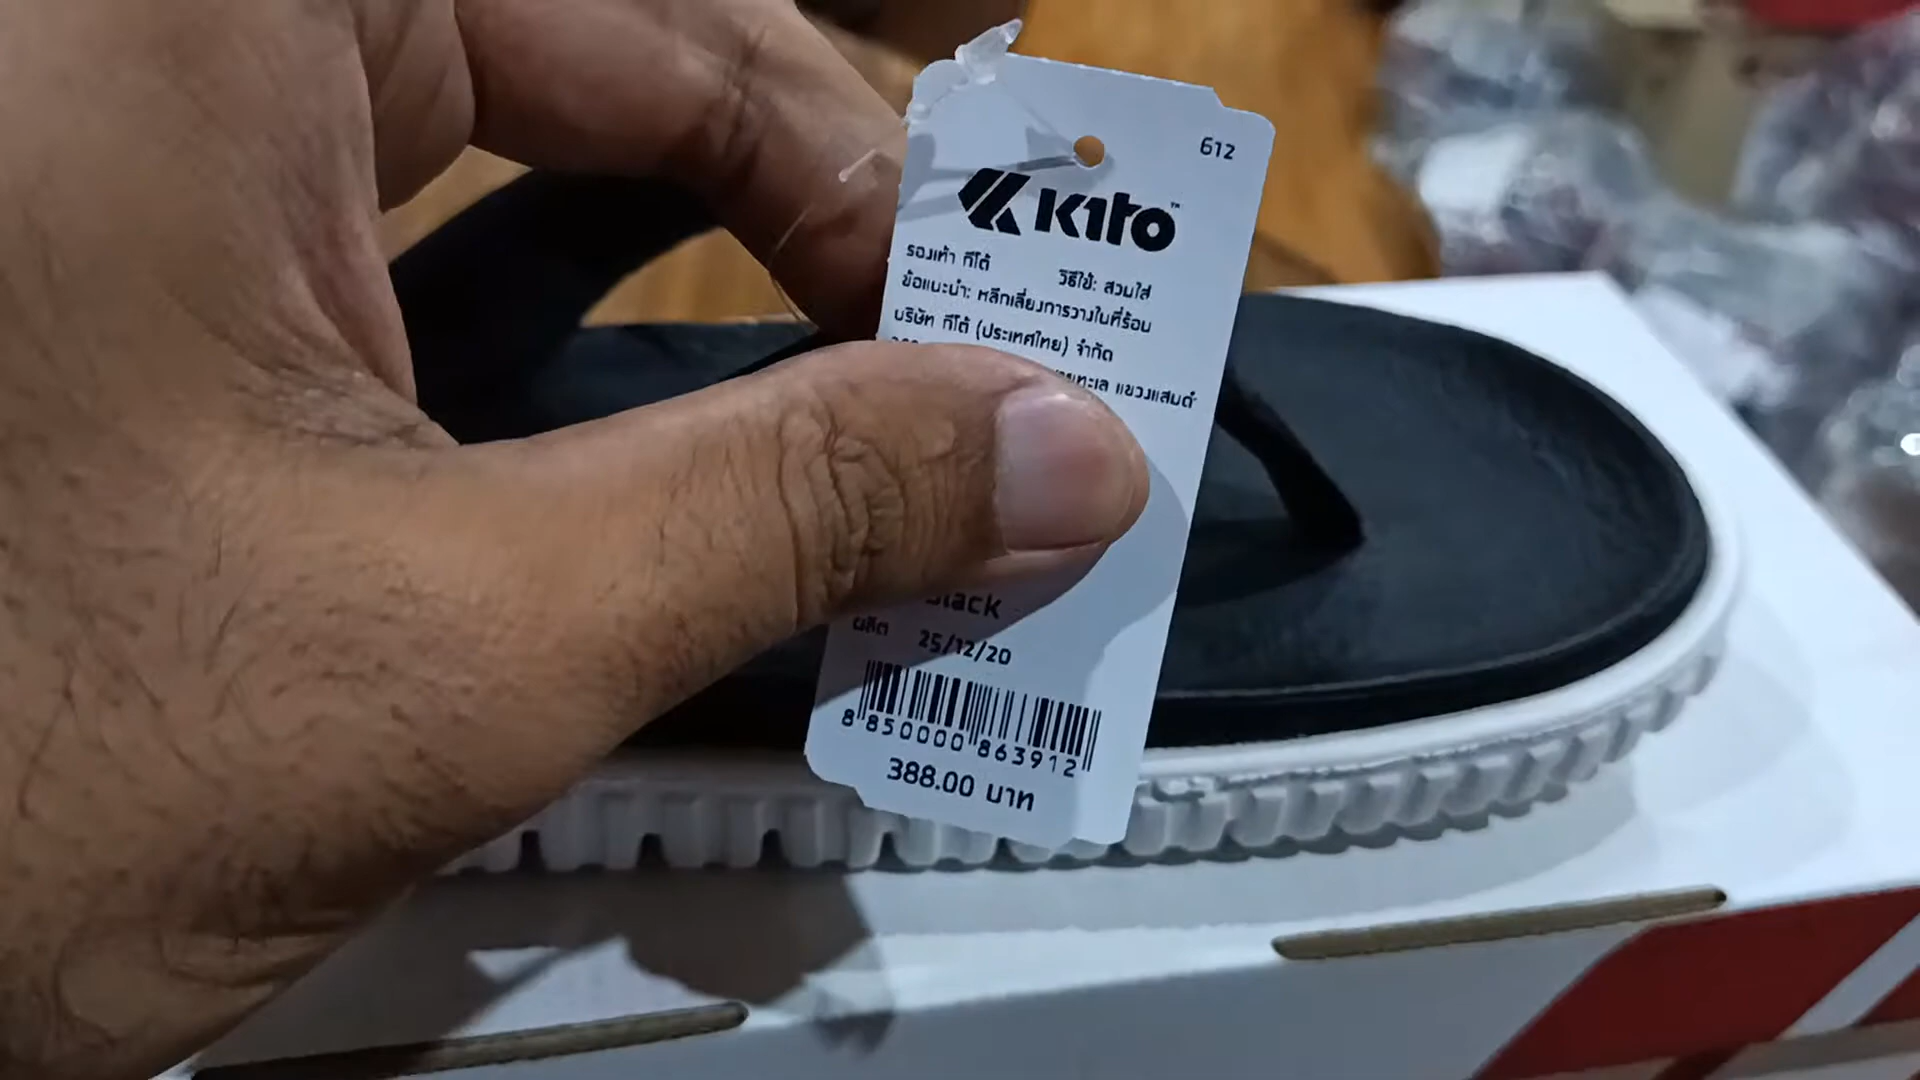 612
Kito™
รองเท้า กีโต้ วิธีใช้: สวมใส่
ข้อแนะนำ: หลีกเลี่ยงการวางในที่ร้อน
บริษัท กีโต้ (ประเทศไทย) จำกัด
แขวงแสมดำ
Black
ผลิต 25/12/20
8 850000 863912
388.00 บาท